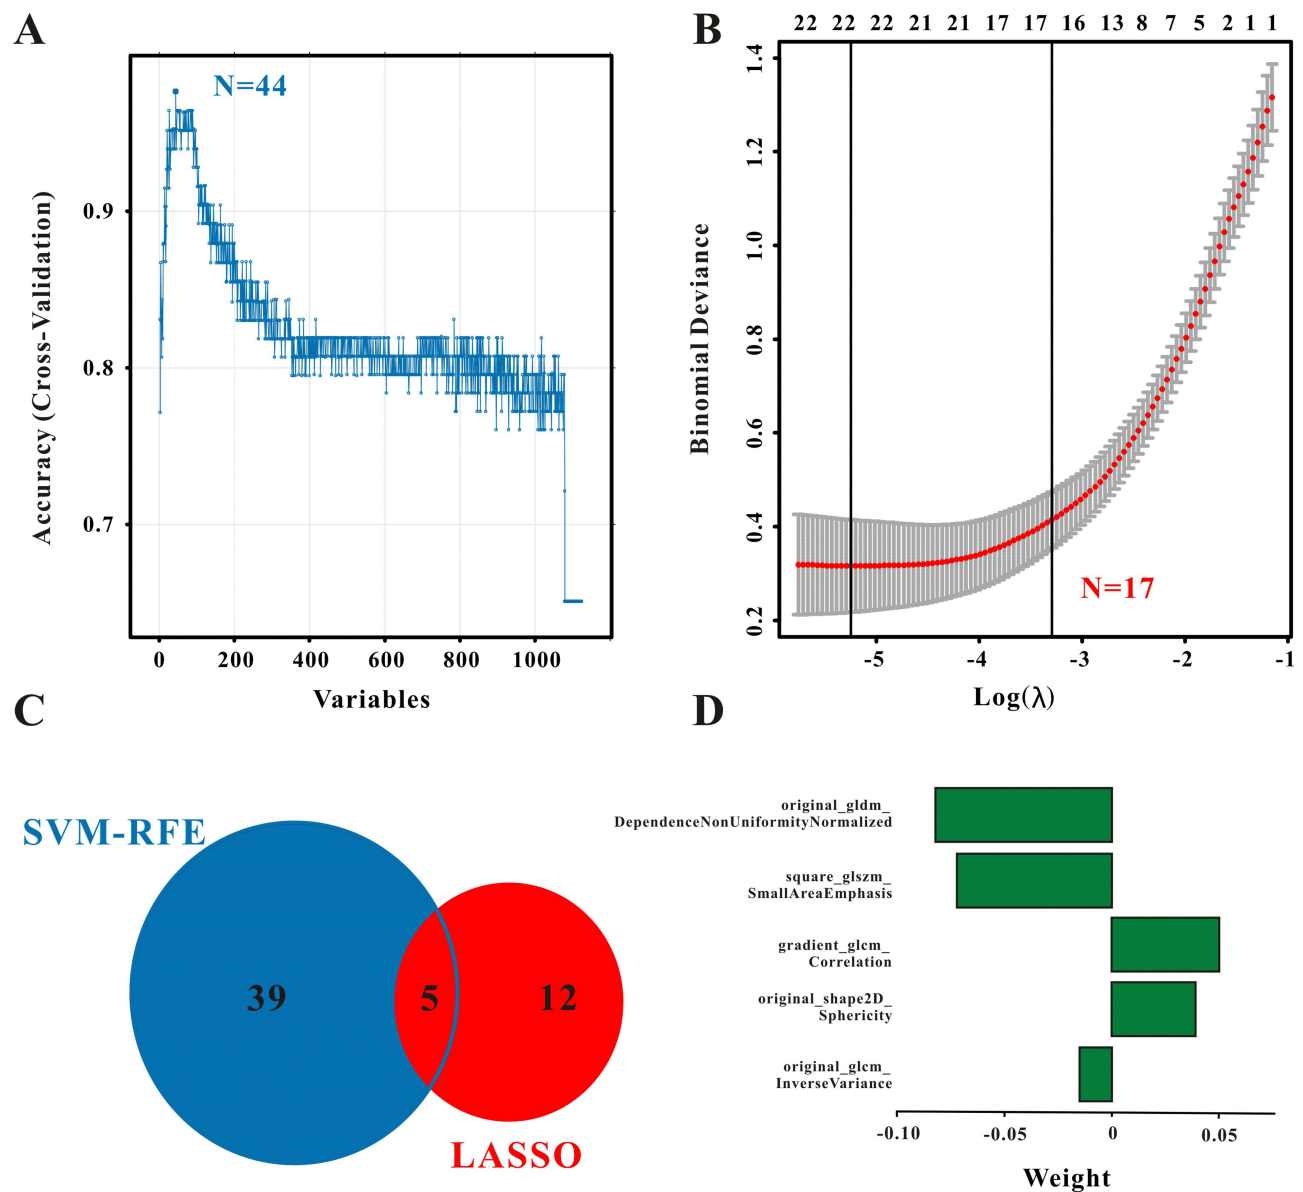 A
N=44
0.9
0.8
0.7
Accuracy (Cross-Validation)
0 200 400 600 800 1000
Variables
B
22 22 22 21 21 17 17 16 13 8 7 5 2 1 1
1.4
1.2
1.0
0.8
0.6
0.4
0.2
Binomial Deviance
N=17
-5 -4 -3 -2 -1
Log(λ)
C
SVM-RFE
39 5 12
LASSO
D
original_gldm_
DependenceNonUniformityNormalized
square_glszm_
SmallAreaEmphasis
gradient_glcm_
Correlation
original_shape2D_
Sphericity
original_glcm_
InverseVariance
-0.10 -0.05 0 0.05
Weight